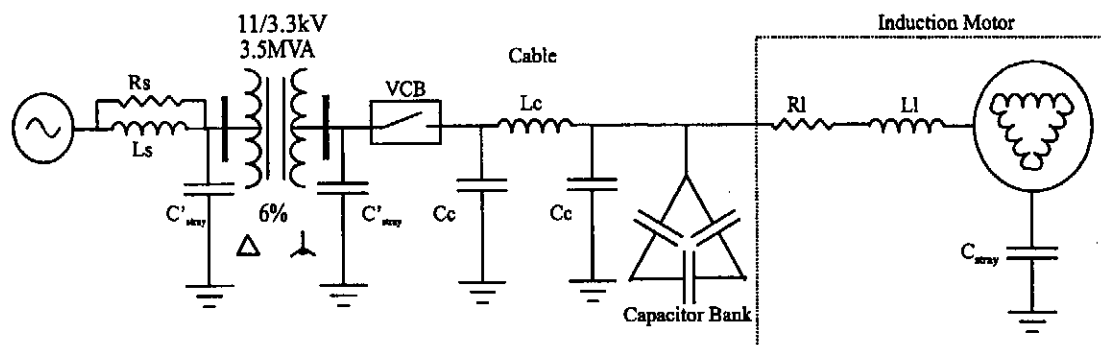 11/3.3kV
3.5MVA
Induction Motor
Cable
Rs
VCB
Lc
Rl
Ll
Ls
C'stray
6%
C'stray
Cc
Cc
Cstray
Capacitor Bank